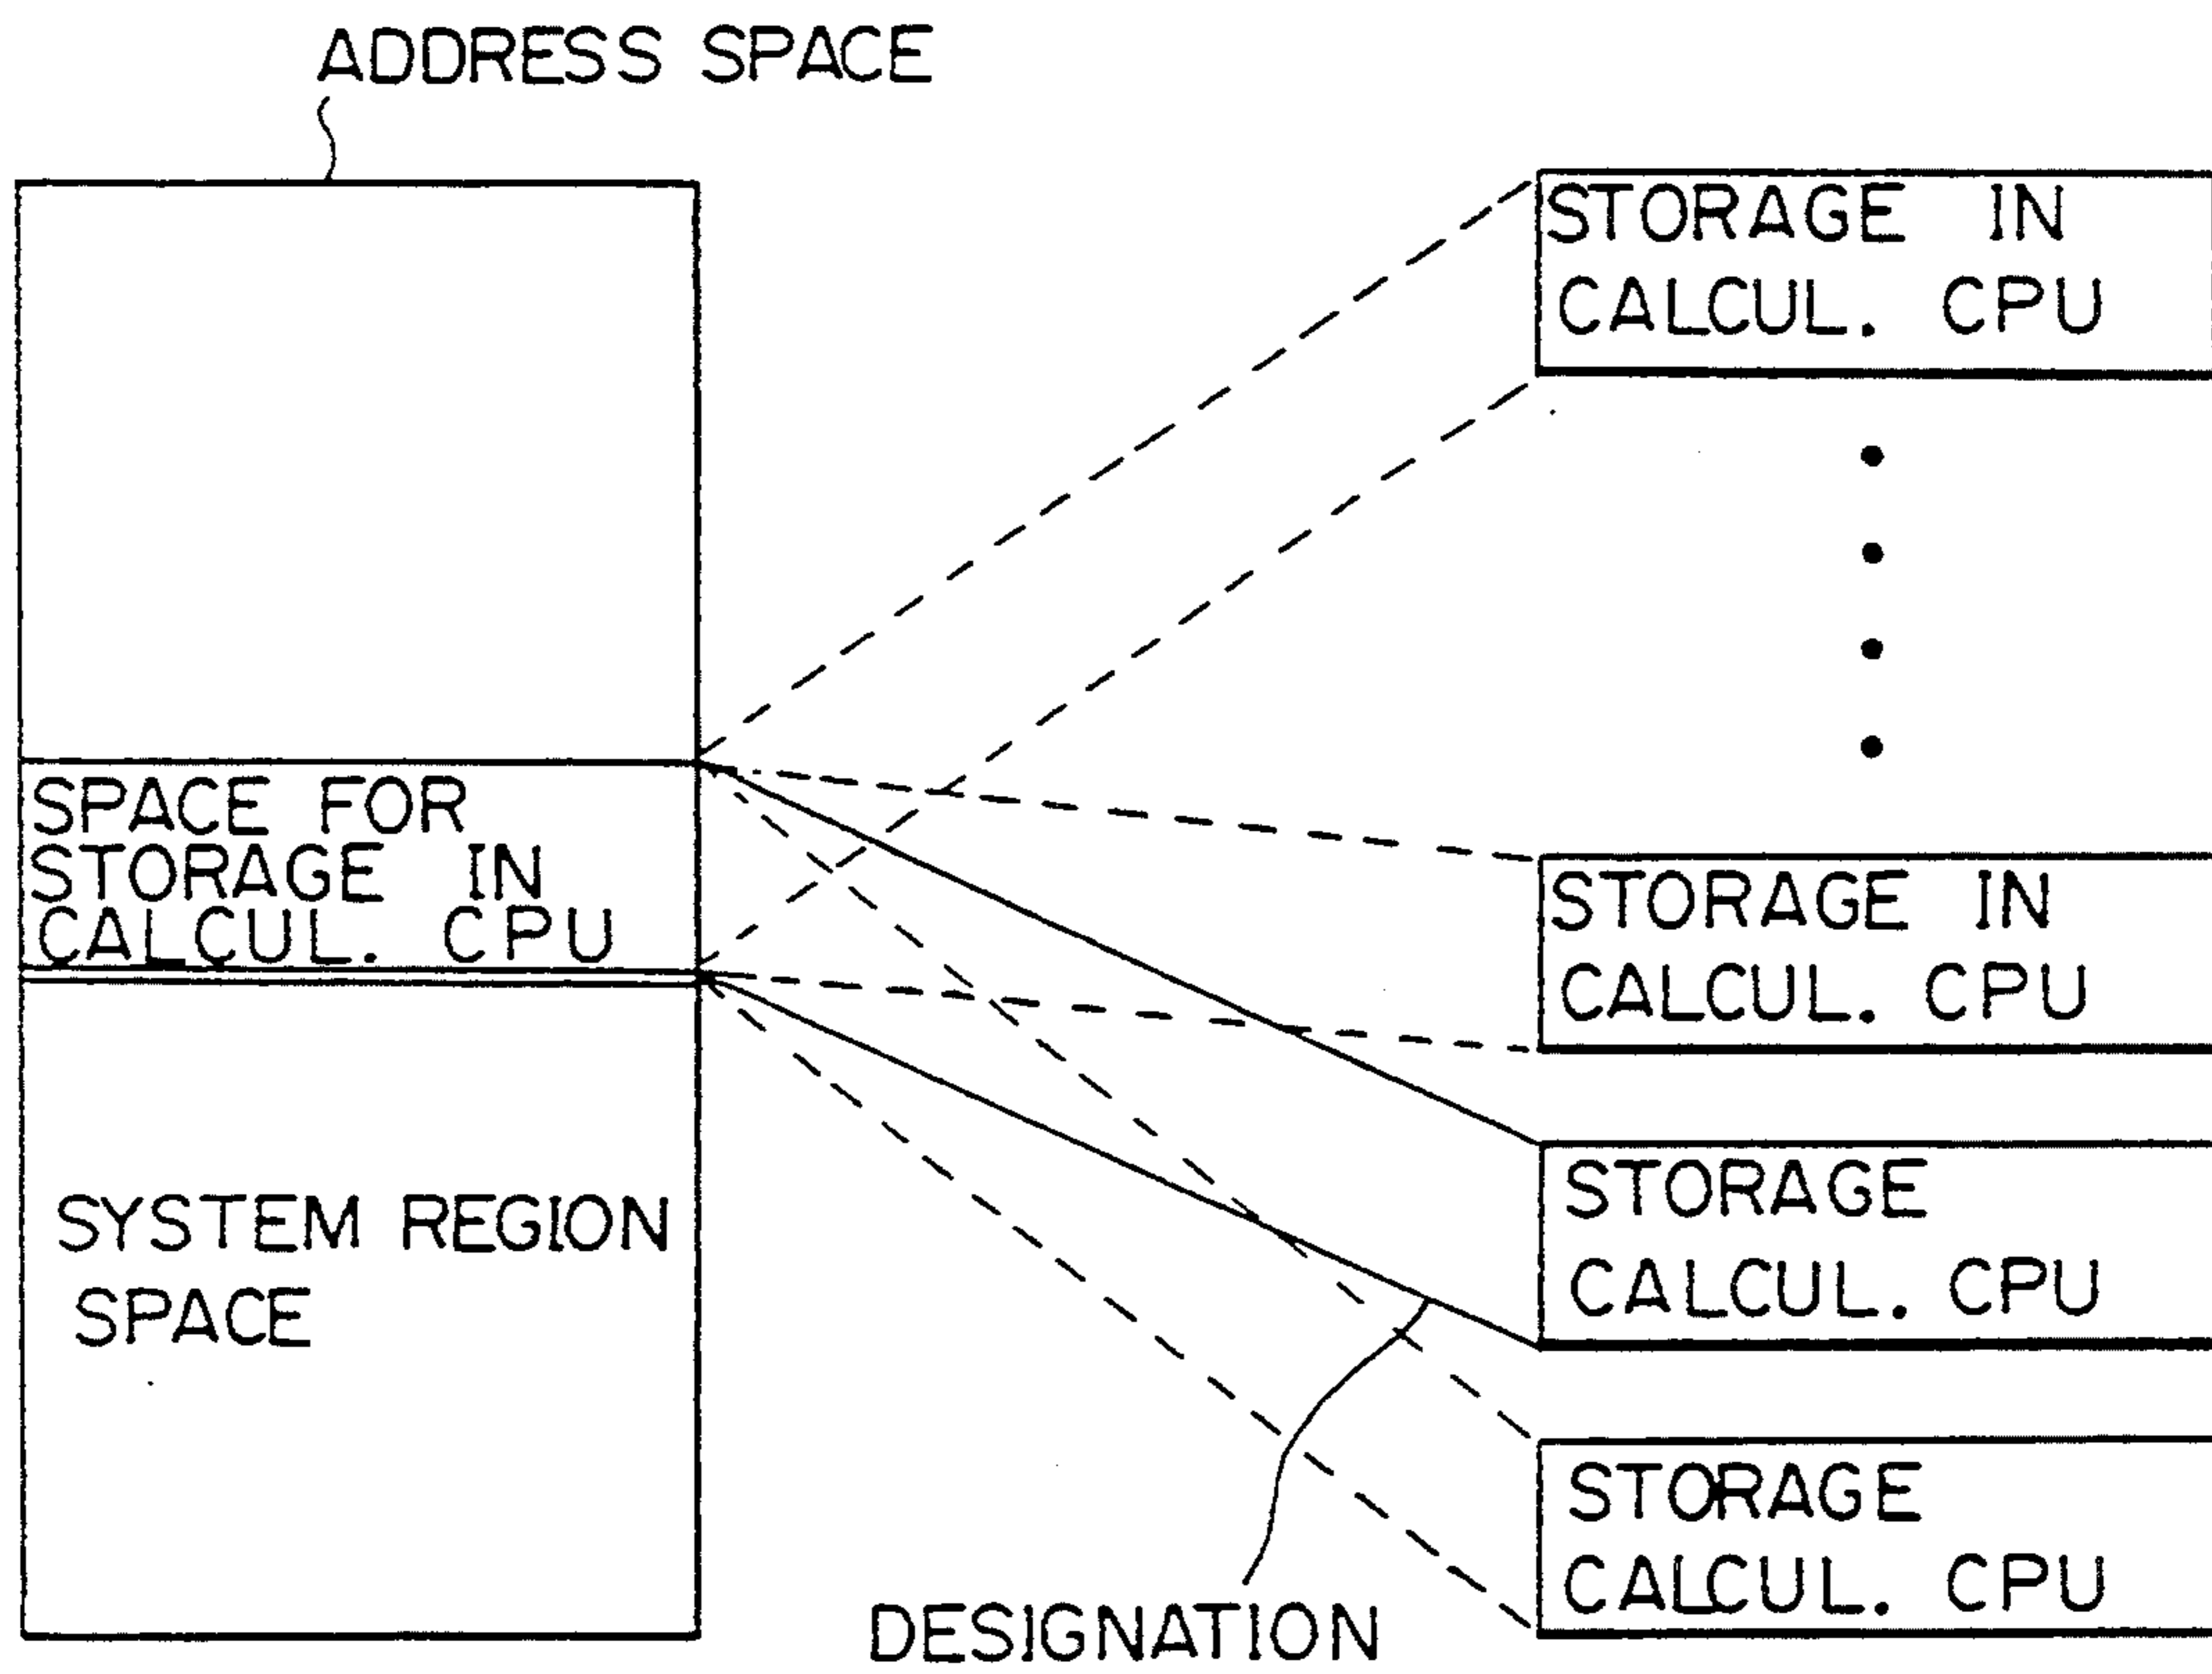 ADDRESS SPACE
SPACE FOR
STORAGE IN
CALCUL. CPU
SYSTEM REGION
SPACE
STORAGE IN
CALCUL. CPU
STORAGE IN
CALCUL. CPU
STORAGE
CALCUL. CPU
STORAGE
CALCUL. CPU
DESIGNATION